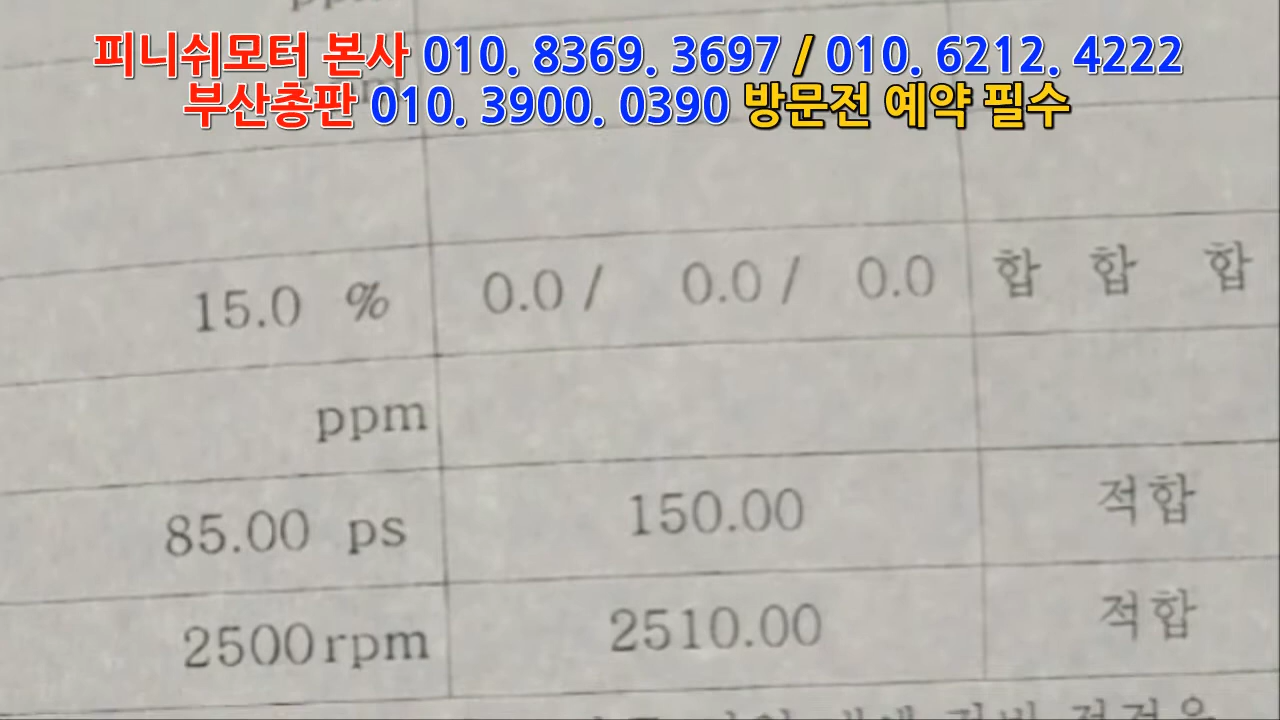 ppm
피니쉬모터 본사 010. 8369. 3697 / 010. 6212. 4222
부산총판 010. 3900. 0390 방문전 예약 필수
15.0 % 0.0 / 0.0 / 0.0 합 합 합
ppm
85.00 ps 150.00 적합
2500rpm 2510.00 적합